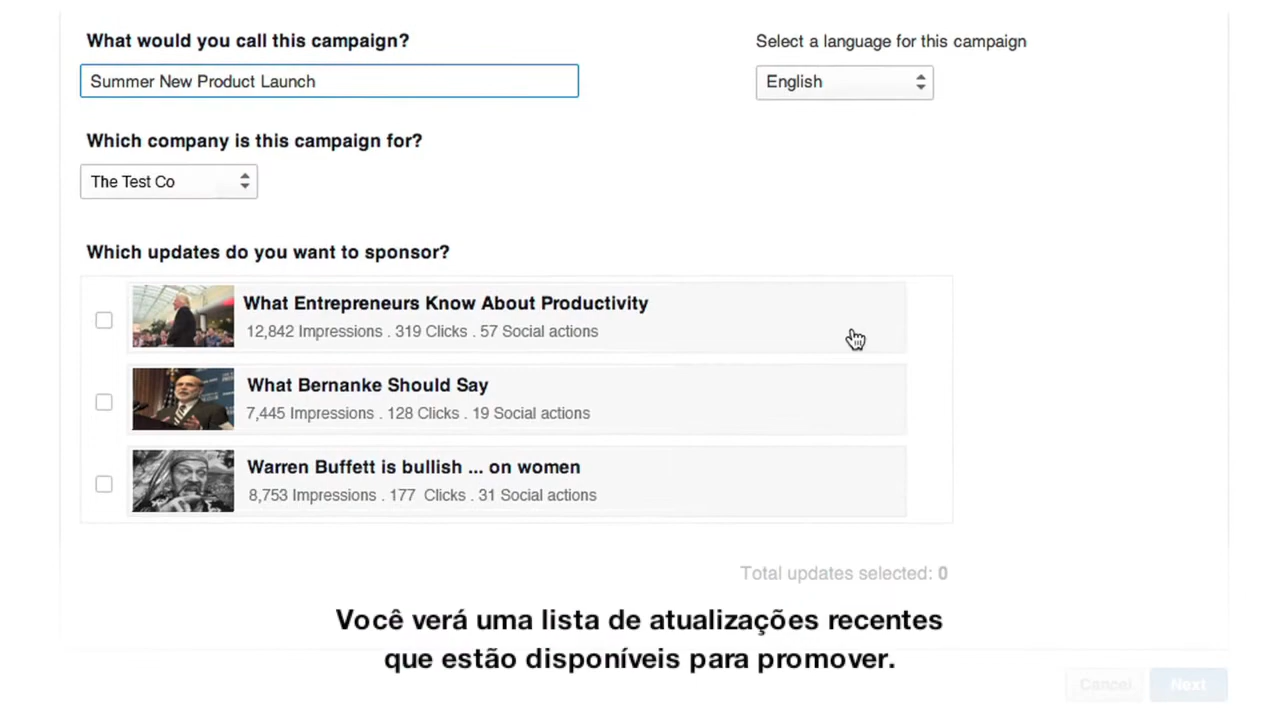 What would you call this campaign?
Select a language for this campaign
Summer New Product Launch
English
Which company is this campaign for?
The Test Co
Which updates do you want to sponsor?
What Entrepreneurs Know About Productivity
12,842 Impressions . 319 Clicks . 57 Social actions
What Bernanke Should Say
7,445 Impressions . 128 Clicks . 19 Social actions
Warren Buffett is bullish ... on women
8,753 Impressions . 177 Clicks . 31 Social actions
Total updates selected: 0
Você verá uma lista de atualizações recentes
que estão disponíveis para promover.
Cancel
Next